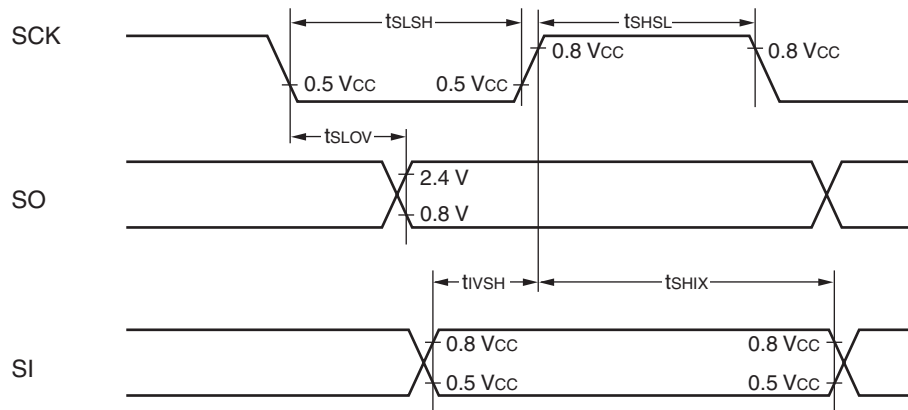 tSLSH
tSHSL
SCK
0.8 VCC
0.8 VCC
0.5 VCC
0.5 VCC
tSLOV
SO
2.4 V
0.8 V
tIVSH
tSHIX
SI
0.8 VCC
0.8 VCC
0.5 VCC
0.5 VCC